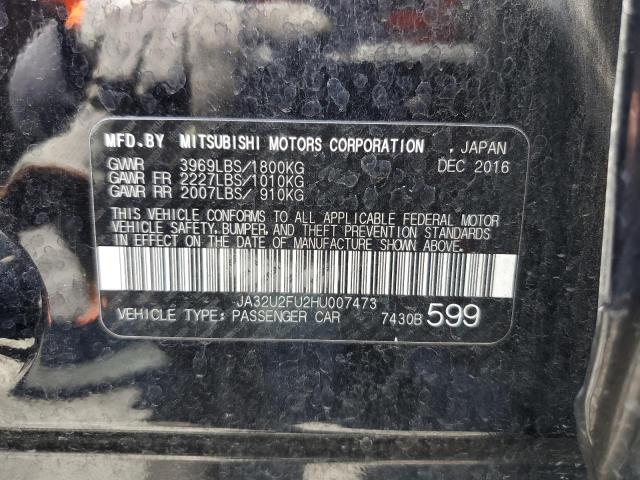 MFD.BY MITSUBISHI MOTORS CORPORATION , JAPAN
GVWR 3969LBS/1800KG DEC 2016
GAWR FR 2227LBS/1010KG
GAWR RR 2007LBS/ 910KG
THIS VEHICLE CONFORMS TO ALL APPLICABLE FEDERAL MOTOR
VEHICLE SAFETY, BUMPER, AND THEFT PREVENTION STANDARDS
IN EFFECT ON THE DATE OF MANUFACTURE SHOWN ABOVE.
JA32U2FU2HU007473
VEHICLE TYPE: PASSENGER CAR 7430B 599